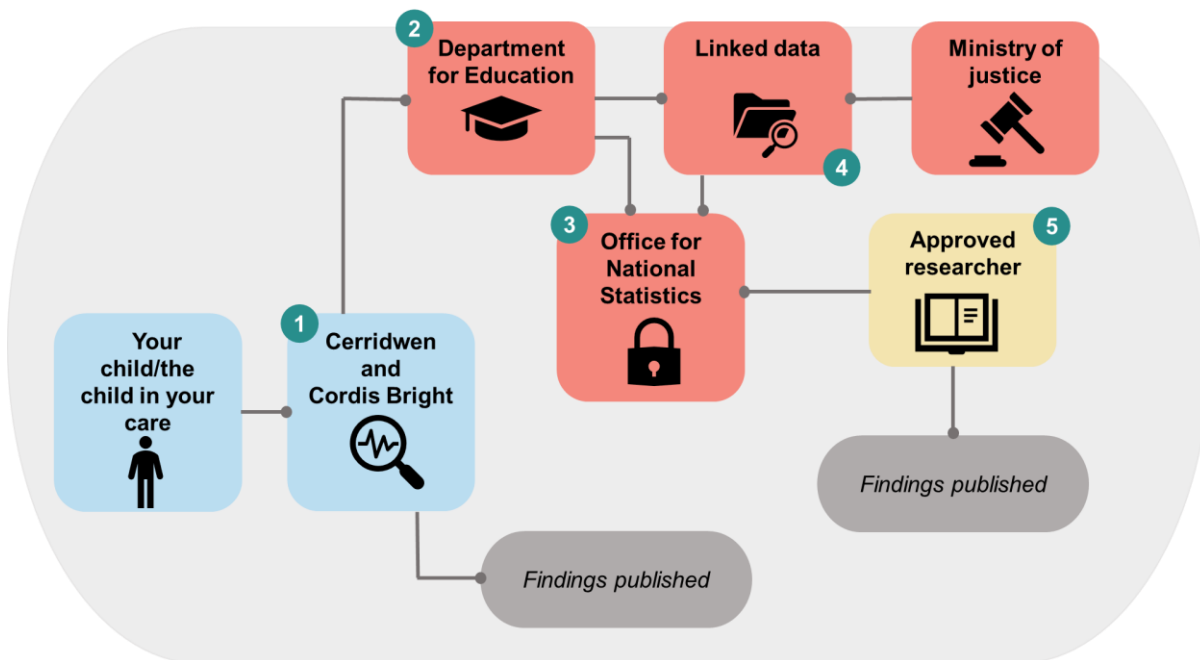 2
Department
for Education
Linked data
4
Ministry of
justice
3
Office for
National
Statistics
Approved
researcher
5
Your
child/the
child in your
care
1
Cerridwen
and
Cordis Bright
Findings published
Findings published